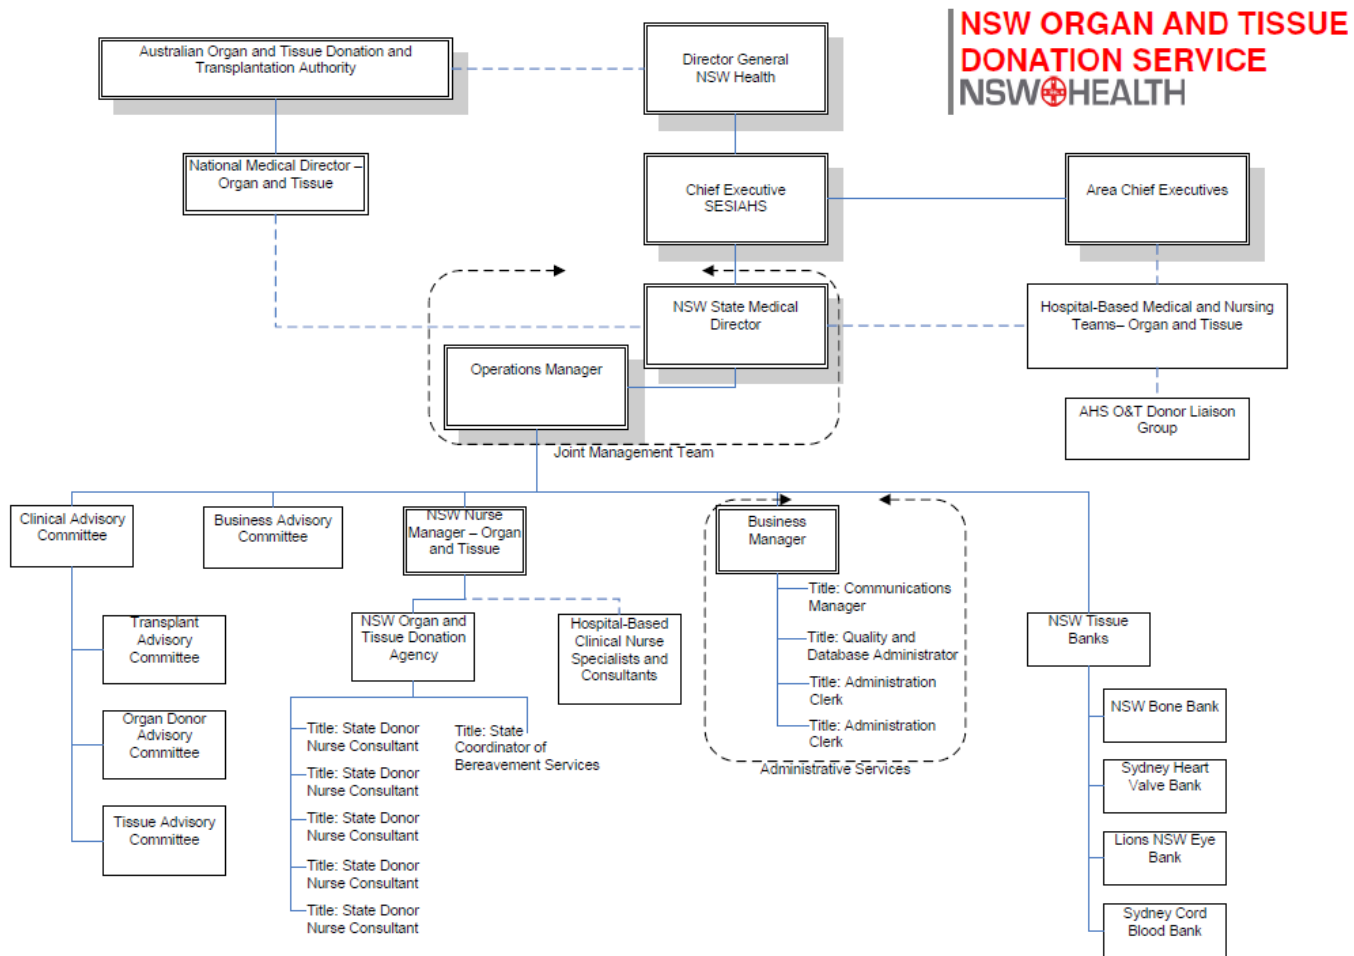 NSW ORGAN AND TISSUE
DONATION SERVICE
NSW HEALTH
Australian Organ and Tissue Donation and
Transplantation Authority
Director General
NSW Health
National Medical Director –
Organ and Tissue
Chief Executive
SESIAHS
Area Chief Executives
NSW State Medical
Director
Hospital-Based Medical and Nursing
Teams– Organ and Tissue
Operations Manager
AHS O&T Donor Liaison
Group
Joint Management Team
Clinical Advisory
Committee
Business Advisory
Committee
NSW Nurse
Manager – Organ
and Tissue
Business
Manager
Title: Communications
Manager
Title: Quality and
Database Administrator
Title: Administration
Clerk
Title: Administration
Clerk
Administrative Services
NSW Tissue
Banks
Transplant
Advisory
Committee
Organ Donor
Advisory
Committee
Tissue Advisory
Committee
NSW Organ and
Tissue Donation
Agency
Hospital-Based
Clinical Nurse
Specialists and
Consultants
Title: State Donor
Nurse Consultant
Title: State Donor
Nurse Consultant
Title: State Donor
Nurse Consultant
Title: State Donor
Nurse Consultant
Title: State Donor
Nurse Consultant
Title: State
Coordinator of
Bereavement Services
NSW Bone Bank
Sydney Heart
Valve Bank
Lions NSW Eye
Bank
Sydney Cord
Blood Bank